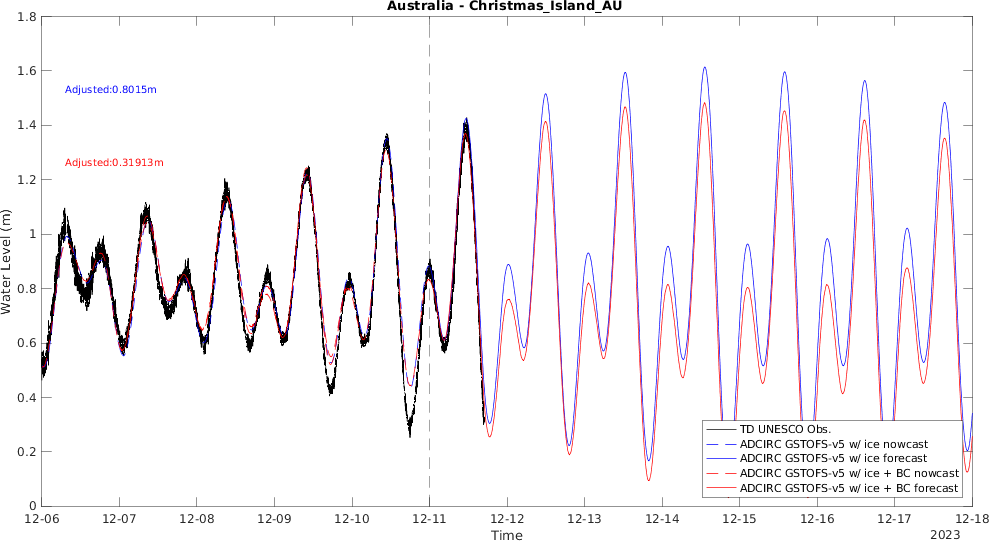 Australia - Christmas_Island_AU
Water Level (m)
1.8
1.6
1.4
1.2
1
0.8
0.6
0.4
0.2
0
Adjusted:0.8015m
Adjusted:0.31913m
TD UNESCO Obs.
ADCIRC GSTOFS-v5 w/ ice nowcast
ADCIRC GSTOFS-v5 w/ ice forecast
ADCIRC GSTOFS-v5 w/ ice + BC nowcast
ADCIRC GSTOFS-v5 w/ ice + BC forecast
12-06 12-07 12-08 12-09 12-10 12-11 12-12 12-13 12-14 12-15 12-16 12-17 12-18
Time
2023